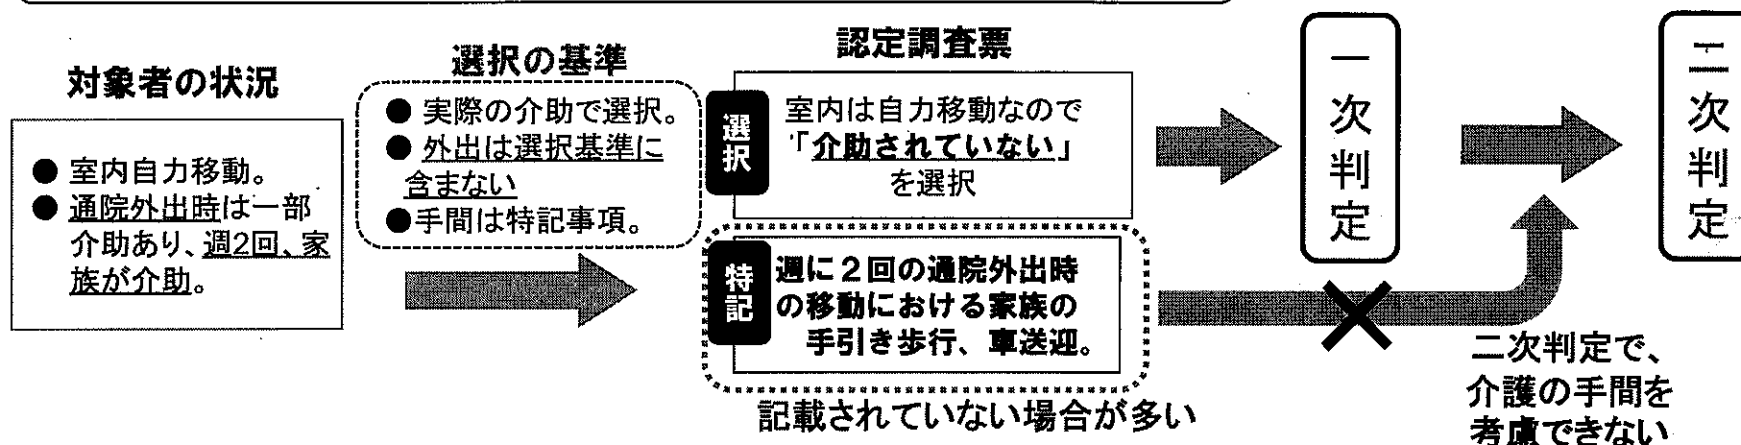 対象者の状況
● 室内自力移動。
● 通院外出時は一部
介助あり、週2回、家
族が介助。
選択の基準
● 実際の介助で選択。
● 外出は選択基準に
含まない
●手間は特記事項。
認定調査票
選択
室内は自力移動なので
「介助されていない」
を選択
特記
週に２回の通院外出時
の移動における家族の
手引き歩行、車送迎。
記載されていない場合が多い
一次判定
二次判定
二次判定で、
介護の手間を
考慮できない